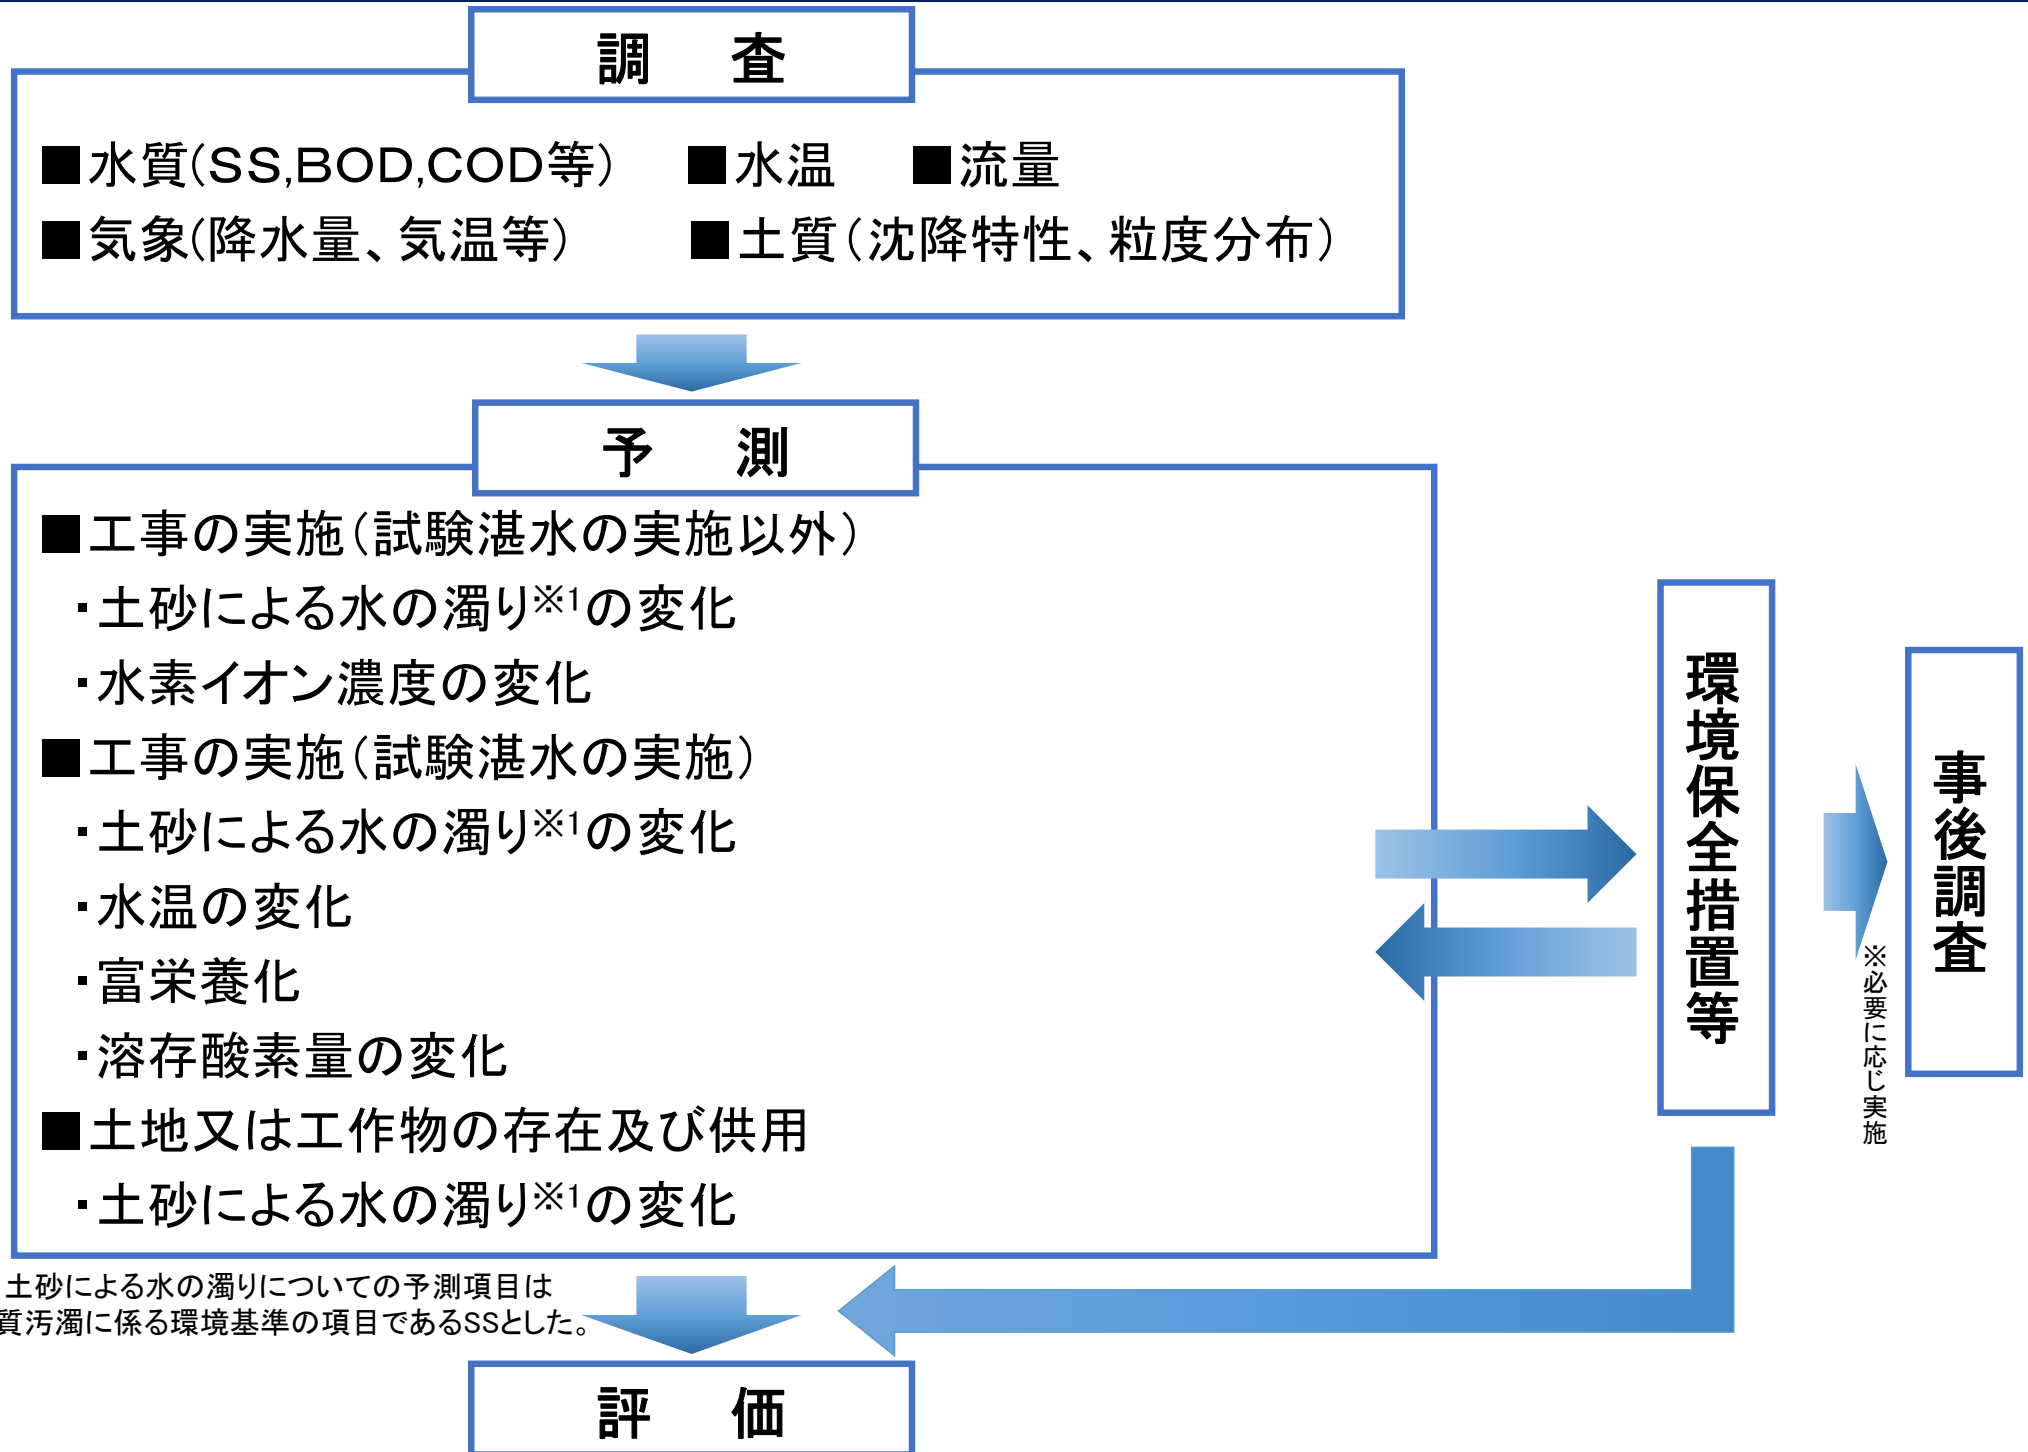 調　査
■水質(SS,BOD,COD等)　■水温　■流量
■気象(降水量、気温等)　■土質(沈降特性、粒度分布)
予　測
■工事の実施(試験湛水の実施以外)
・土砂による水の濁り※1の変化
・水素イオン濃度の変化
■工事の実施(試験湛水の実施)
・土砂による水の濁り※1の変化
・水温の変化
・富栄養化
・溶存酸素量の変化
■土地又は工作物の存在及び供用
・土砂による水の濁り※1の変化
環境保全措置等
※必要に応じ実施
事後調査
土砂による水の濁りについての予測項目は
質汚濁に係る環境基準の項目であるSSとした。
評　価